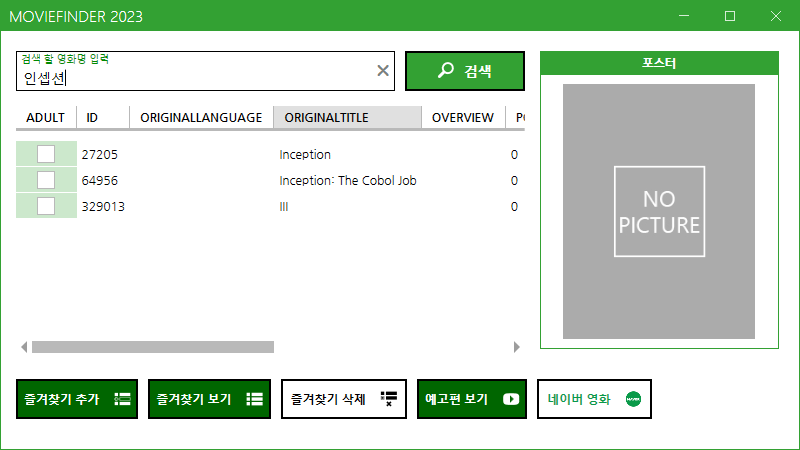 MOVIEFINDER 2023
검색 할 영화명 입력
인셉션
검색
포스터
ADULT ID ORIGINALLANGUAGE ORIGINALTITLE OVERVIEW
27205 Inception 0
64956 Inception: The Cobol Job 0
329013 III 0
NO
PICTURE
즐겨찾기 추가 즐겨찾기 보기 즐겨찾기 삭제 예고편 보기 네이버 영화